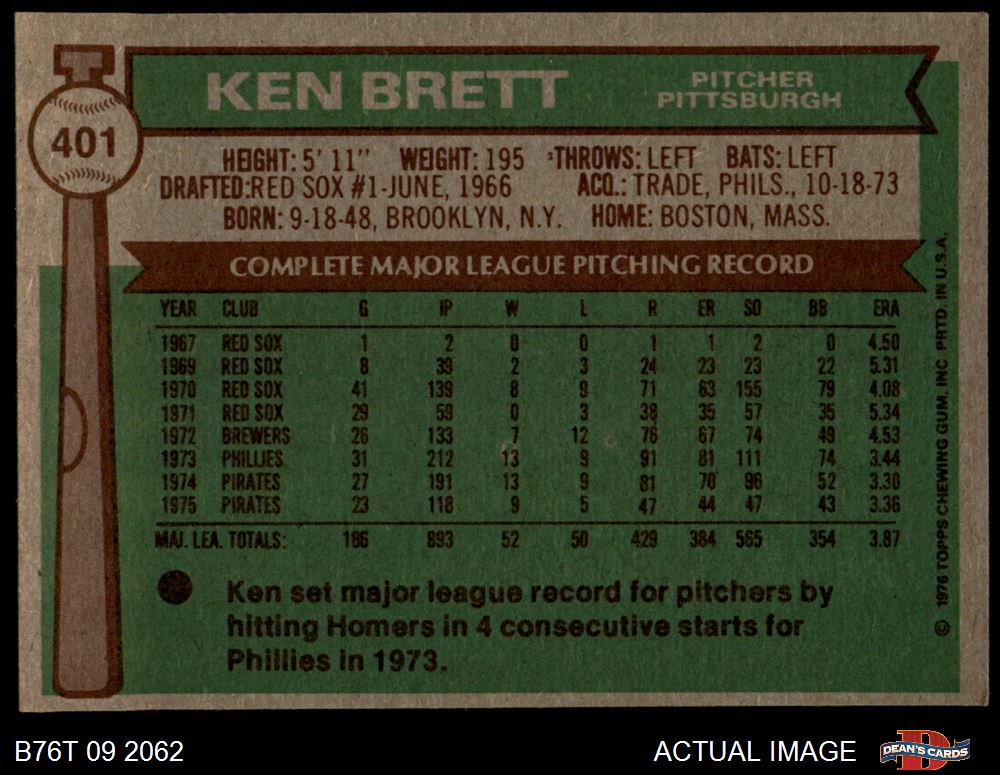 KEN BRETT
PITCHER
PITTSBURGH
401
HEIGHT: 5' 11" WEIGHT: 195 THROWS: LEFT BATS: LEFT
DRAFTED: RED SOX #1-JUNE, 1966 ACQ.: TRADE, PHILS., 10-18-73
BORN: 9-18-48, BROOKLYN, N.Y. HOME: BOSTON, MASS.
COMPLETE MAJOR LEAGUE PITCHING RECORD
YEAR CLUB G IP W L R ER SO BB ERA
1967 RED SOX 1 2 0 0 1 1 2 0 4.50
1969 RED SOX 8 39 2 3 24 23 23 22 5.31
1970 RED SOX 41 139 8 9 71 63 155 79 4.08
1971 RED SOX 29 59 0 3 38 35 57 35 5.34
1972 BREWERS 26 133 7 12 76 67 74 49 4.53
1973 PHILLIES 31 212 13 9 91 81 111 74 3.44
1974 PIRATES 27 191 13 9 81 70 96 52 3.30
1975 PIRATES 23 118 9 5 47 44 47 43 3.36
MAJ. LEA. TOTALS: 186 893 52 50 429 384 565 354 3.87
Ken set major league record for pitchers by
hitting Homers in 4 consecutive starts for
Phillies in 1973.
© 1976 TOPPS CHEWING GUM, INC. PRTD. IN U.S.A.
B76T 09 2062
ACTUAL IMAGE
D
DEAN'S CARDS